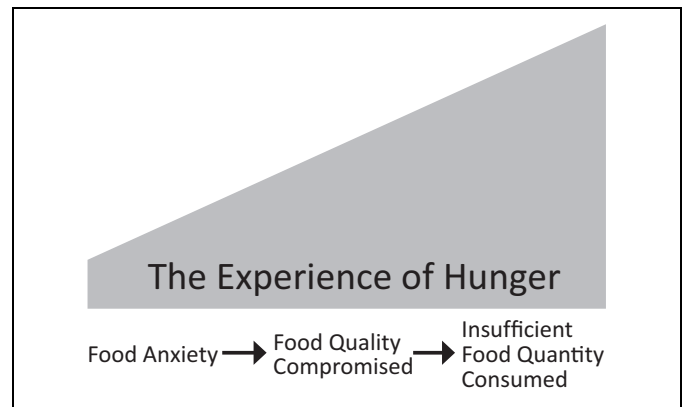 The Experience of Hunger
Food Anxiety
Food Quality
Compromised
Insufficient
Food Quantity
Consumed